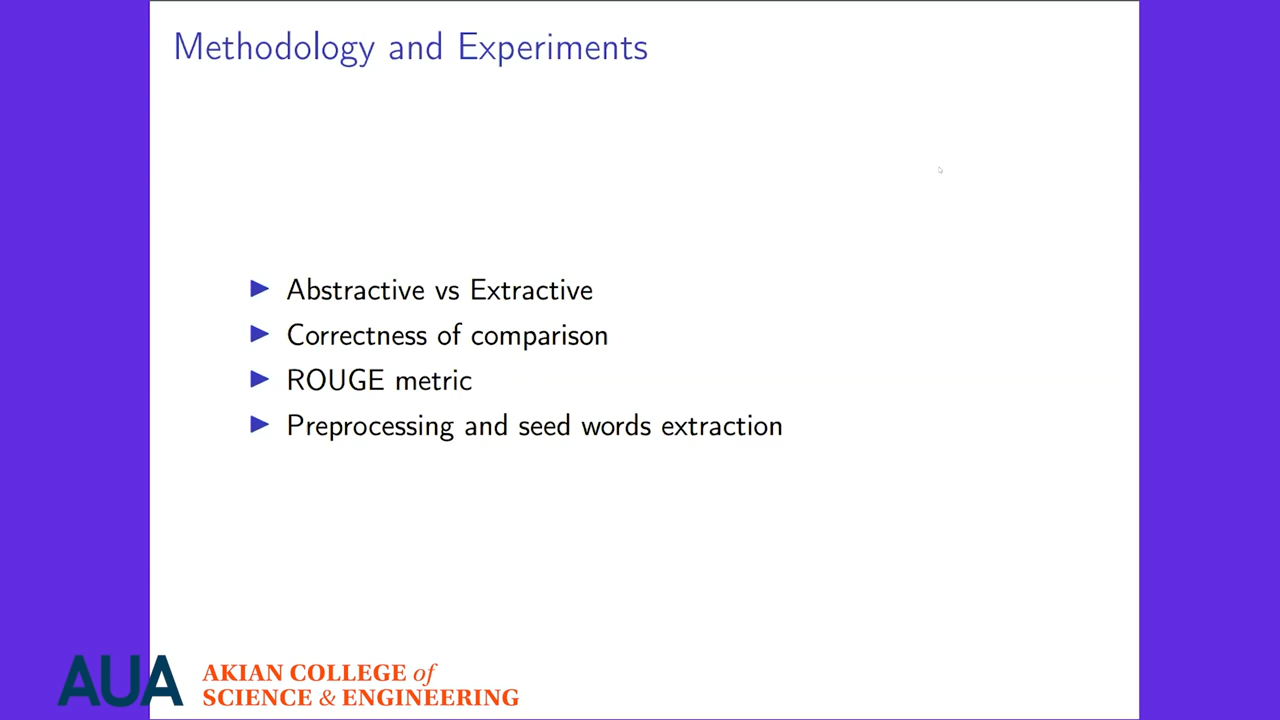 Methodology and Experiments
Abstractive vs Extractive
Correctness of comparison
ROUGE metric
Preprocessing and seed words extraction
AUA
AKIAN COLLEGE of
SCIENCE & ENGINEERING